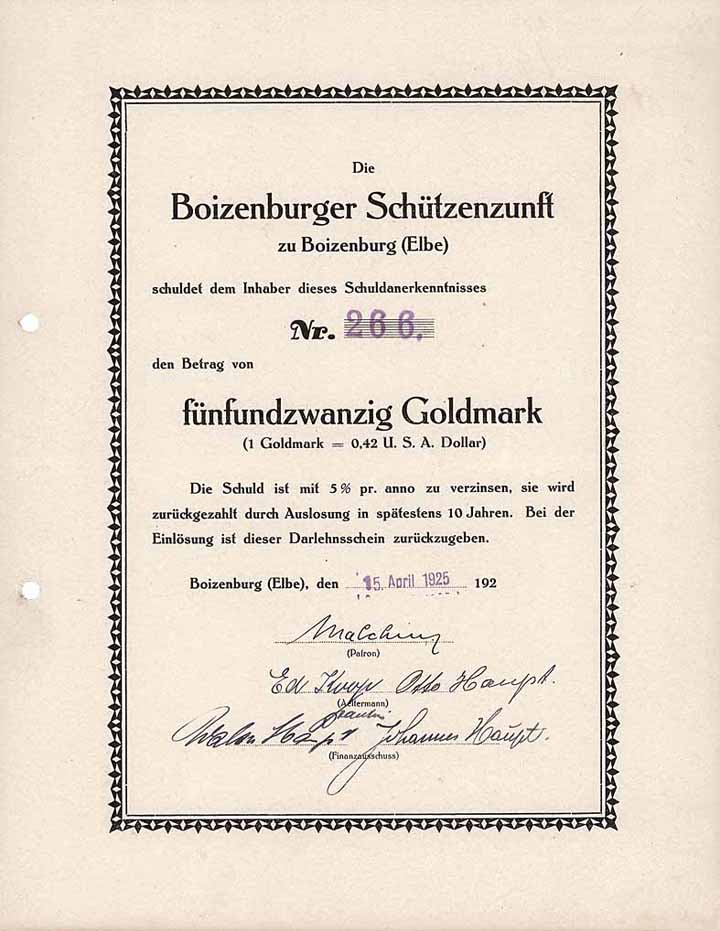 Die
Boizenburger Schützenzunft
zu Boizenburg (Elbe)
schuldet dem Inhaber dieses Schuldanerkenntnisses
Nr. 266.
den Betrag von
fünfundzwanzig Goldmark
(1 Goldmark = 0,42 U. S. A. Dollar)
Die Schuld ist mit 5% pr. anno zu verzinsen, sie wird
zurückgezahlt durch Auslosung in spätestens 10 Jahren. Bei der
Einlösung ist dieser Darlehnsschein zurückzugeben.
Boizenburg (Elbe), den 15. April 1925 192
(Patron)
Ed Koop Otto Haupt.
(Aeltermann)
Johannes Haupt.
(Finanzausschuss)